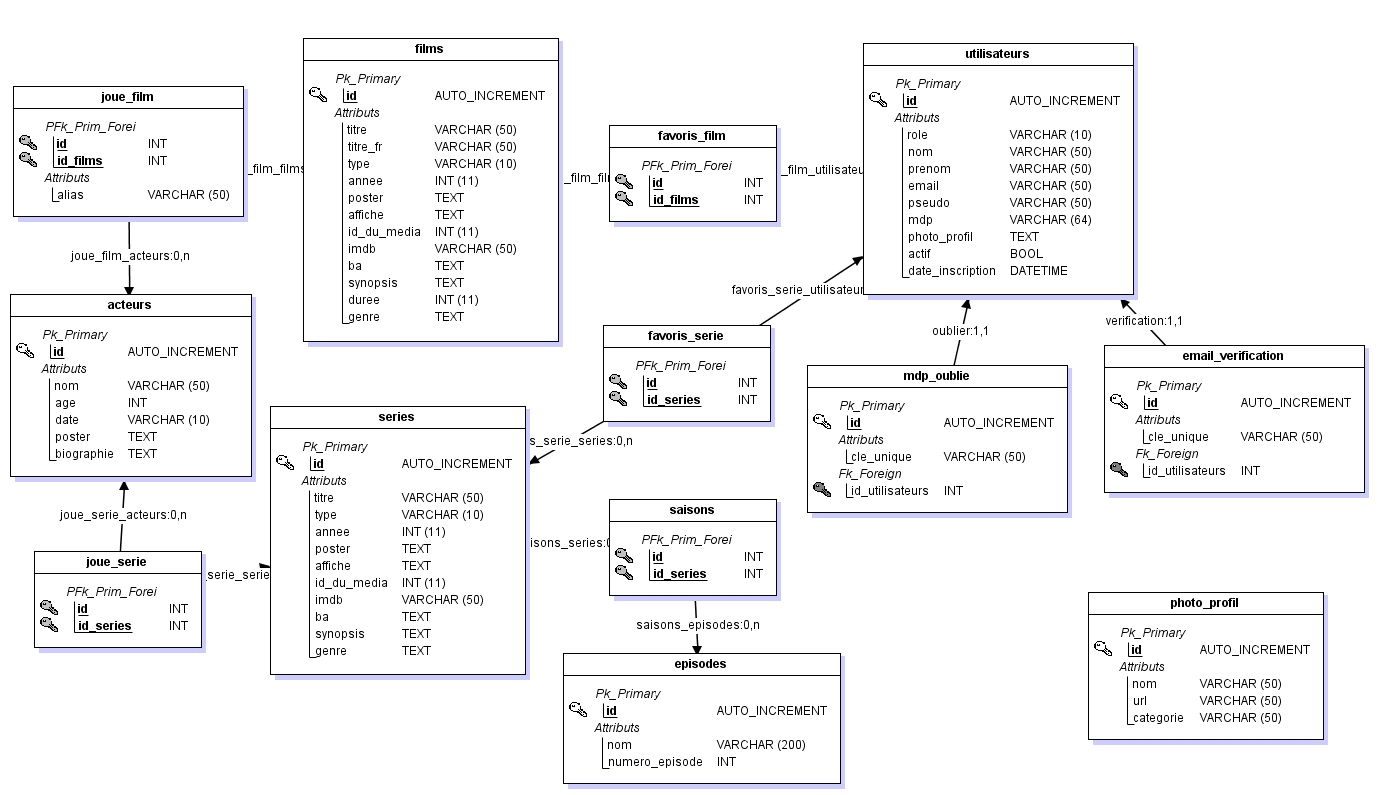 films
Pk_Primary
id AUTO_INCREMENT
Attributs
titre VARCHAR (50)
titre_fr VARCHAR (50)
type VARCHAR (10)
annee INT (11)
poster TEXT
affiche TEXT
id_du_media INT (11)
imdb VARCHAR (50)
ba TEXT
synopsis TEXT
duree INT (11)
genre TEXT
utilisateurs
Pk_Primary
id AUTO_INCREMENT
Attributs
role VARCHAR (10)
nom VARCHAR (50)
prenom VARCHAR (50)
email VARCHAR (50)
pseudo VARCHAR (50)
mdp VARCHAR (64)
photo_profil TEXT
actif BOOL
date_inscription DATETIME
joue_film
PFk_Prim_Forei
id INT
id_films INT
Attributs
alias VARCHAR (50)
_film_films
favoris_film
PFk_Prim_Forei
id INT
id_films INT
_film_fil
_film_utilisateu
joue_film_acteurs:0,n
acteurs
Pk_Primary
id AUTO_INCREMENT
Attributs
nom VARCHAR (50)
age INT
date VARCHAR (10)
poster TEXT
biographie TEXT
favoris_serie_utilisateur
favoris_serie
PFk_Prim_Forei
id INT
id_series INT
oublier:1,1
verification:1,1
mdp_oublie
Pk_Primary
id AUTO_INCREMENT
Attributs
cle_unique VARCHAR (50)
Fk_Foreign
id_utilisateurs INT
email_verification
Pk_Primary
id AUTO_INCREMENT
Attributs
cle_unique VARCHAR (50)
Fk_Foreign
id_utilisateurs INT
series
Pk_Primary
id AUTO_INCREMENT
Attributs
titre VARCHAR (50)
type VARCHAR (10)
annee INT (11)
poster TEXT
affiche TEXT
id_du_media INT (11)
imdb VARCHAR (50)
ba TEXT
synopsis TEXT
genre TEXT
s_serie_series:0,n
joue_serie_acteurs:0,n
joue_serie
PFk_Prim_Forei
id INT
id_series INT
_serie_serie
isons_series:0
saisons
PFk_Prim_Forei
id INT
id_series INT
saisons_episodes:0,n
episodes
Pk_Primary
id AUTO_INCREMENT
Attributs
nom VARCHAR (200)
numero_episode INT
photo_profil
Pk_Primary
id AUTO_INCREMENT
Attributs
nom VARCHAR (50)
url VARCHAR (50)
categorie VARCHAR (50)